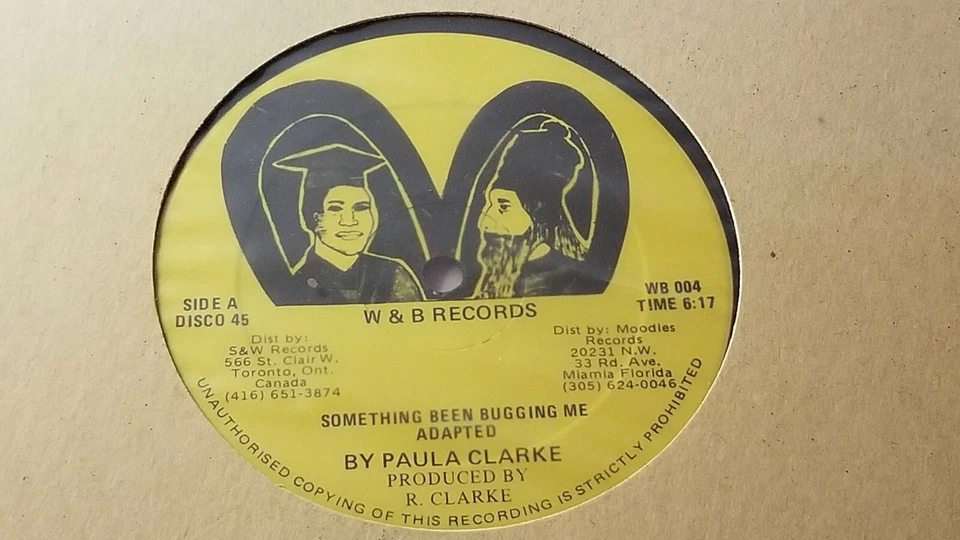 SIDE A
DISCO 45
WB 004
TIME 6:17
W & B RECORDS
Dist by:
S&W Records
566 St. Clair W.
Toronto, Ont.
Canada
(416) 651-3874
Dist by: Moodles
Records
20231 N.W.
33 Rd. Ave.
Miamia Florida
(305) 624-0046
SOMETHING BEEN BUGGING ME
ADAPTED
BY PAULA CLARKE
PRODUCED BY
R. CLARKE
UNAUTHORISED COPYING OF THIS RECORDING IS STRICTLY PROHIBITED